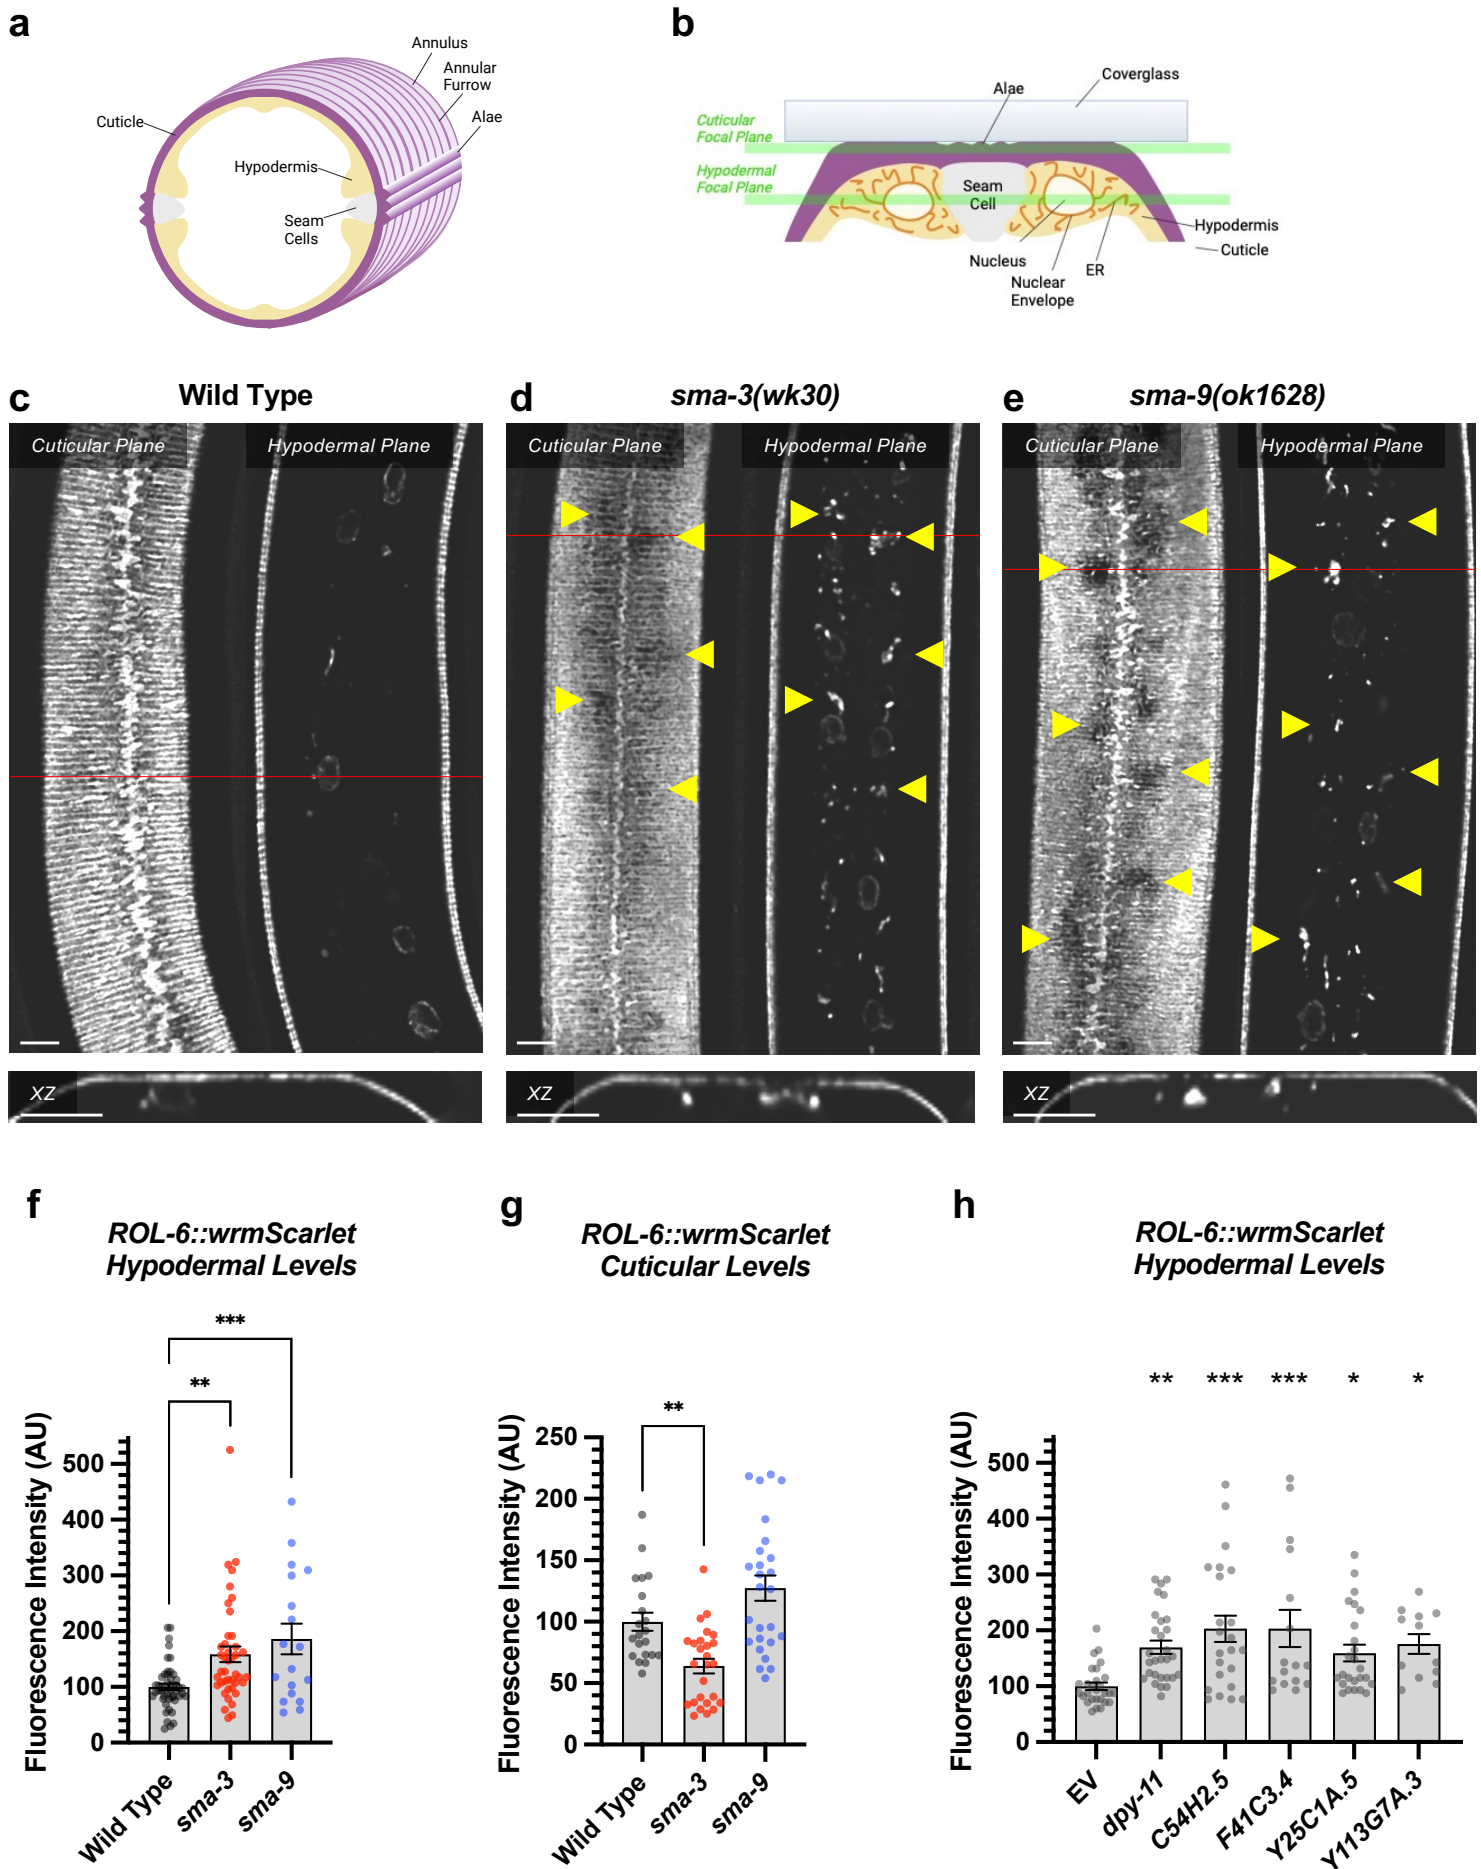 a
Annulus
Annular
Furrow
Alae
Cuticle
Hypodermis
Seam
Cells
b
Coverglass
Alae
Cuticular
Focal Plane
Hypodermal
Focal Plane
Seam
Cell
Hypodermis
Cuticle
Nucleus
ER
Nuclear
Envelope
c
Wild Type
Cuticular Plane
Hypodermal Plane
XZ
d
sma-3(wk30)
Cuticular Plane
Hypodermal Plane
XZ
e
sma-9(ok1628)
Cuticular Plane
Hypodermal Plane
XZ
f
ROL-6::wrmScarlet
Hypodermal Levels
***
**
Fluorescence Intensity (AU)
500
400
300
200
100
0
Wild Type
sma-3
sma-9
g
ROL-6::wrmScarlet
Cuticular Levels
**
Fluorescence Intensity (AU)
250
200
150
100
50
0
Wild Type
sma-3
sma-9
h
ROL-6::wrmScarlet
Hypodermal Levels
** *** *** * *
Fluorescence Intensity (AU)
500
400
300
200
100
0
EV
dpy-11
C54H2.5
F41C3.4
Y25C1A.5
Y113G7A.3